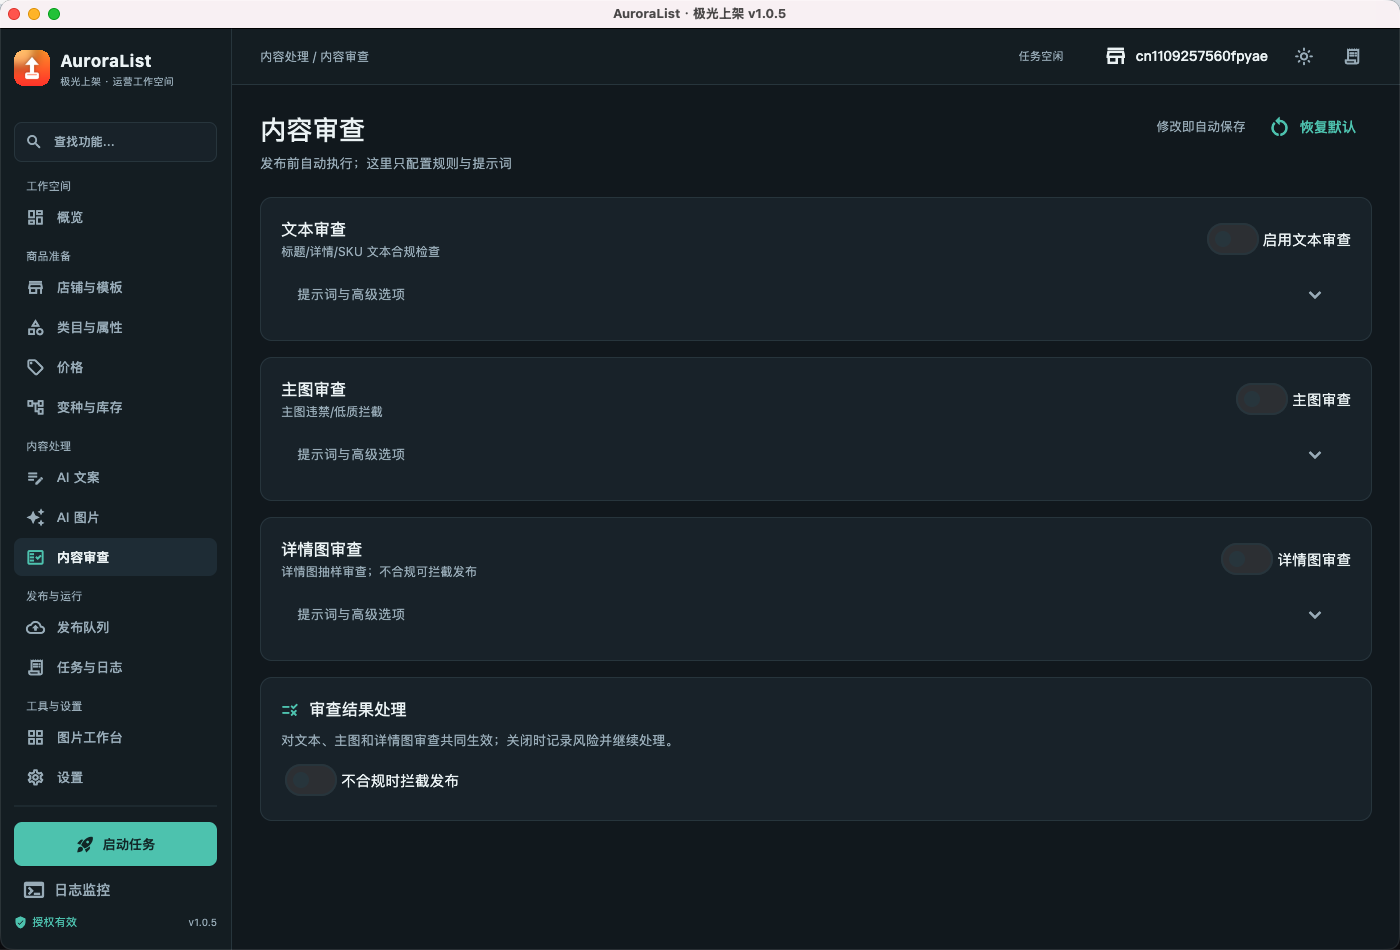 AuroraList · 极光上架 v1.0.5
AuroraList
极光上架 · 运营工作空间
查找功能...
工作空间
概览
商品准备
店铺与模板
类目与属性
价格
变种与库存
内容处理
AI 文案
AI 图片
内容审查
发布与运行
发布队列
任务与日志
工具与设置
图片工作台
设置
启动任务
日志监控
授权有效
v1.0.5
内容处理 / 内容审查
任务空闲
cn1109257560fpyae
内容审查
发布前自动执行；这里只配置规则与提示词
修改即自动保存
恢复默认
文本审查
标题/详情/SKU 文本合规检查
启用文本审查
提示词与高级选项
主图审查
主图违禁/低质拦截
主图审查
提示词与高级选项
详情图审查
详情图抽样审查；不合规可拦截发布
详情图审查
提示词与高级选项
审查结果处理
对文本、主图和详情图审查共同生效；关闭时记录风险并继续处理。
不合规时拦截发布